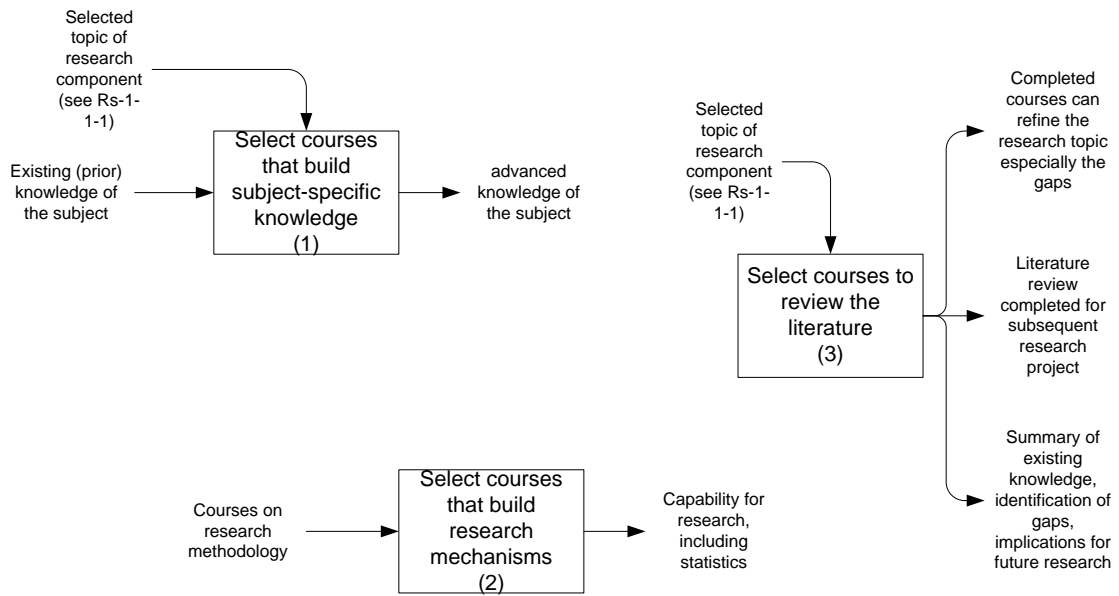 Selected
topic of
research
component
(see Rs-1-
1-1)
Existing (prior)
knowledge of
the subject
Select courses
that build
subject-specific
knowledge
(1)
advanced
knowledge of
the subject
Selected
topic of
research
component
(see Rs-1-
1-1)
Select courses to
review the
literature
(3)
Completed
courses can
refine the
research topic
especially the
gaps
Literature
review
completed for
subsequent
research
project
Summary of
existing
knowledge,
identification of
gaps,
implications for
future research
Courses on
research
methodology
Select courses
that build
research
mechanisms
(2)
Capability for
research,
including
statistics